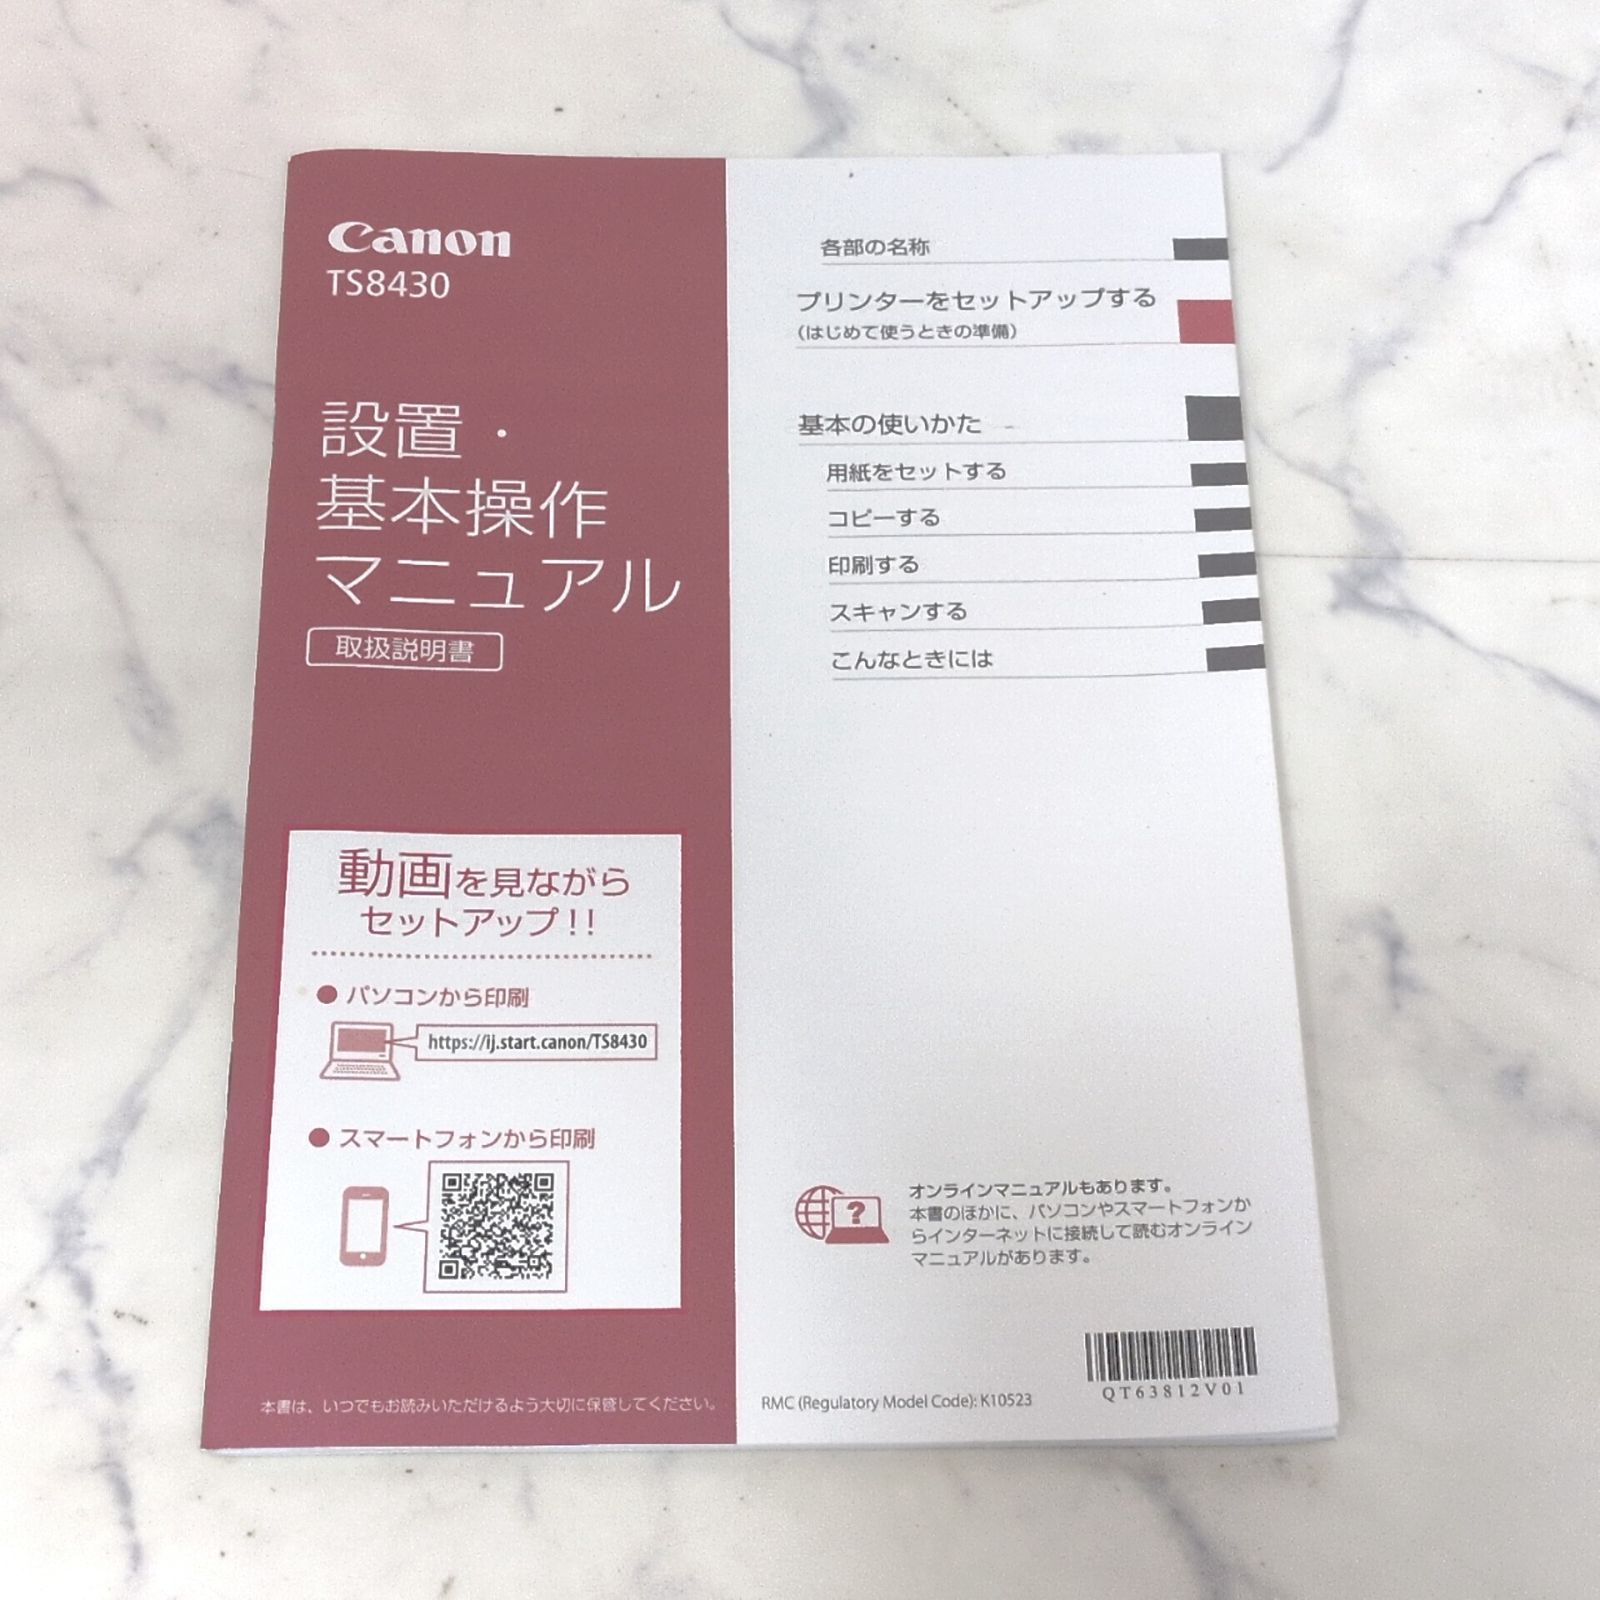 Canon
TS8430
設置・
基本操作
マニュアル
取扱説明書
動画を見ながら
セットアップ!!
● パソコンから印刷
https://ij.start.canon/TS8430
● スマートフォンから印刷
本書は、いつでもお読みいただけるよう大切に保管してください。
各部の名称
プリンターをセットアップする
(はじめて使うときの準備)
基本の使いかた
用紙をセットする
コピーする
印刷する
スキャンする
こんなときには
?
オンラインマニュアルもあります。
本書のほかに、パソコンやスマートフォンか
らインターネットに接続して読むオンライン
マニュアルがあります。
RMC (Regulatory Model Code): K10523
QT63812V01